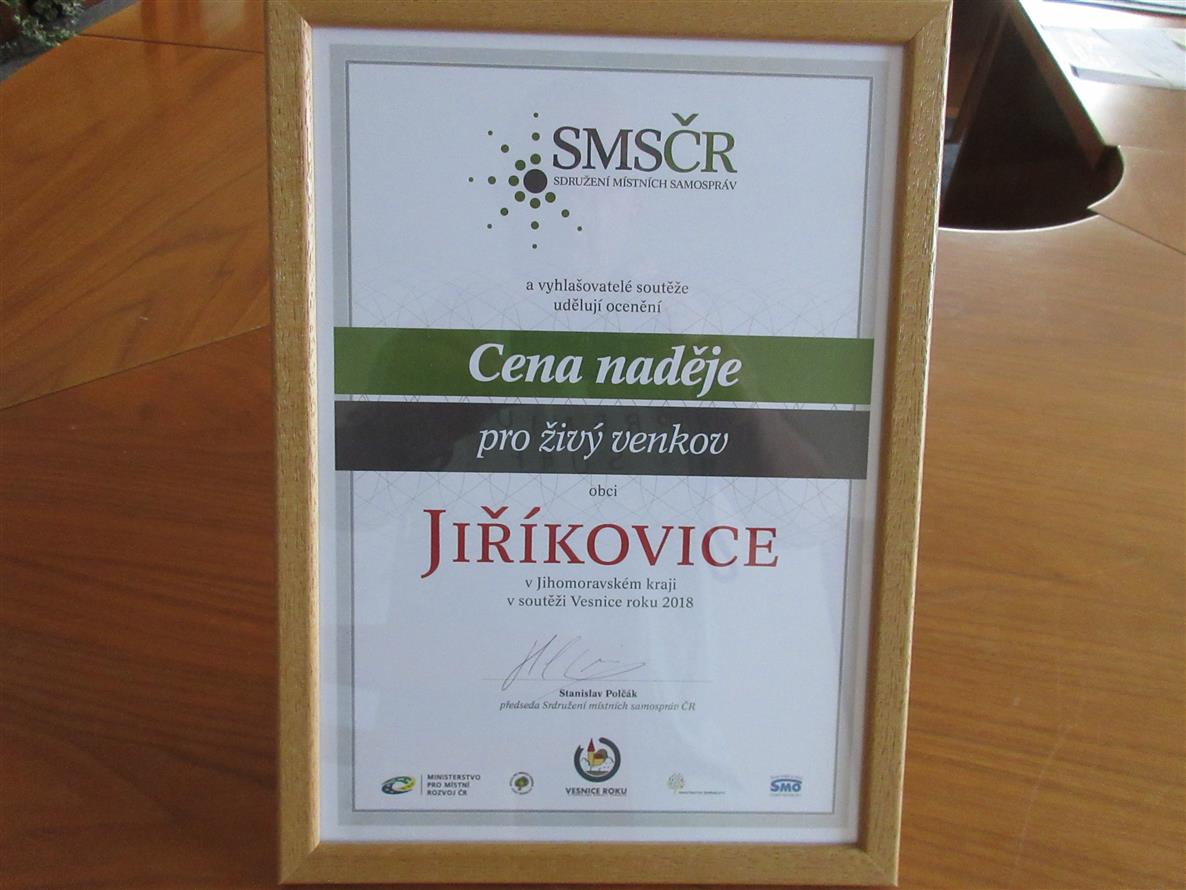 SMSČR
SDRUŽENÍ MÍSTNÍCH SAMOSPRÁV
a vyhlašovatelé soutěže
udělují ocenění
Cena naděje
pro živý venkov
obci
JIŘÍKOVICE
v Jihomoravském kraji
v soutěži Vesnice roku 2018
Stanislav Polčák
předseda Srdružení místních samospráv ČR
MINISTERSTVO
PRO MÍSTNÍ
ROZVOJ ČR
VESNICE ROKU
SMO